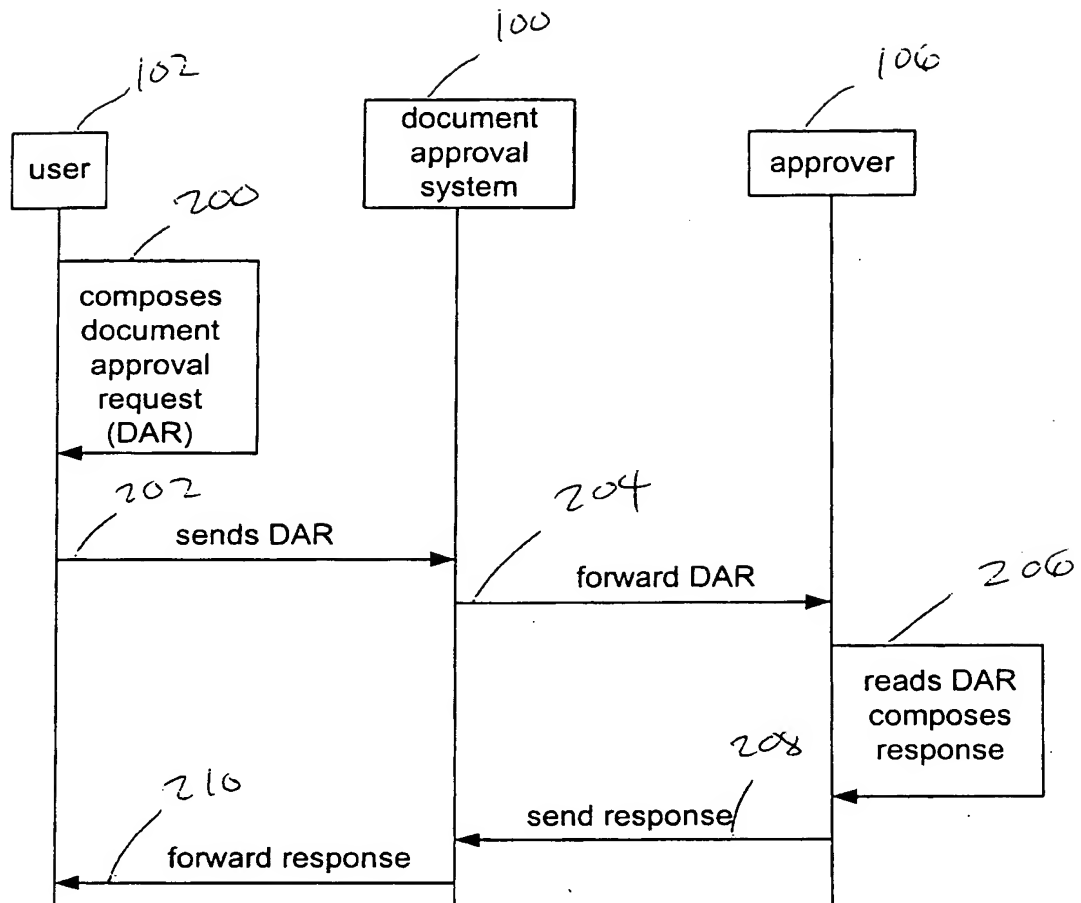 100
102
106
document
approval
system
user
approver
200
composes
document
approval
request
(DAR)
202
204
sends DAR
forward DAR
206
reads DAR
composes
response
208
210
send response
forward response